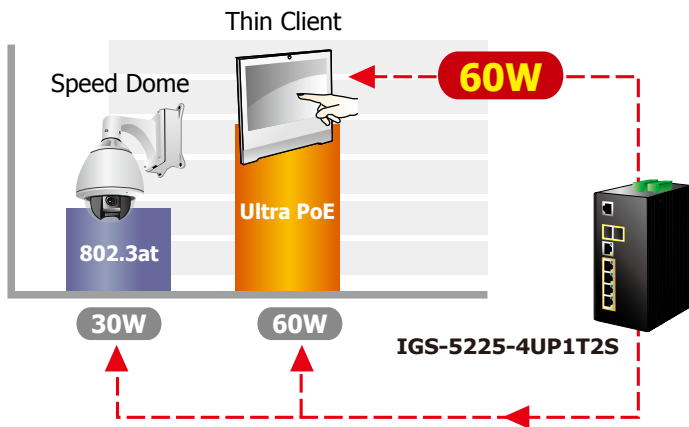 Thin Client
60W
Speed Dome
Ultra PoE
802.3at
30W
60W
IGS-5225-4UP1T2S